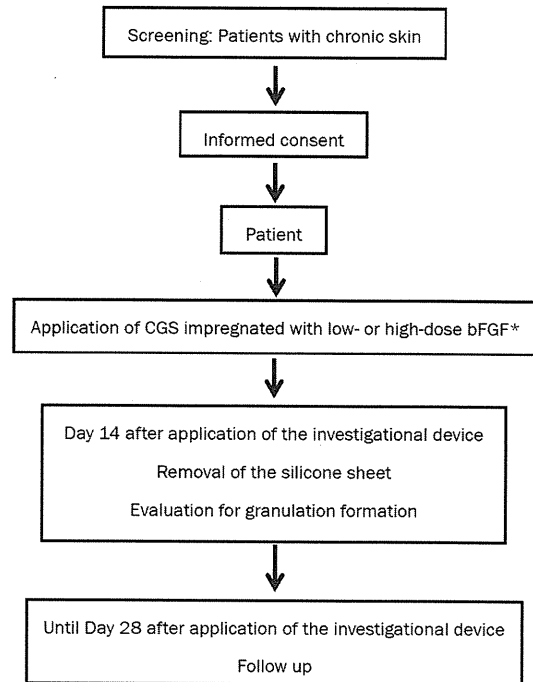 Screening: Patients with chronic skin
Informed consent
Patient
Application of CGS impregnated with low- or high-dose bFGF*
Day 14 after application of the investigational device
Removal of the silicone sheet
Evaluation for granulation formation
Until Day 28 after application of the investigational device
Follow up